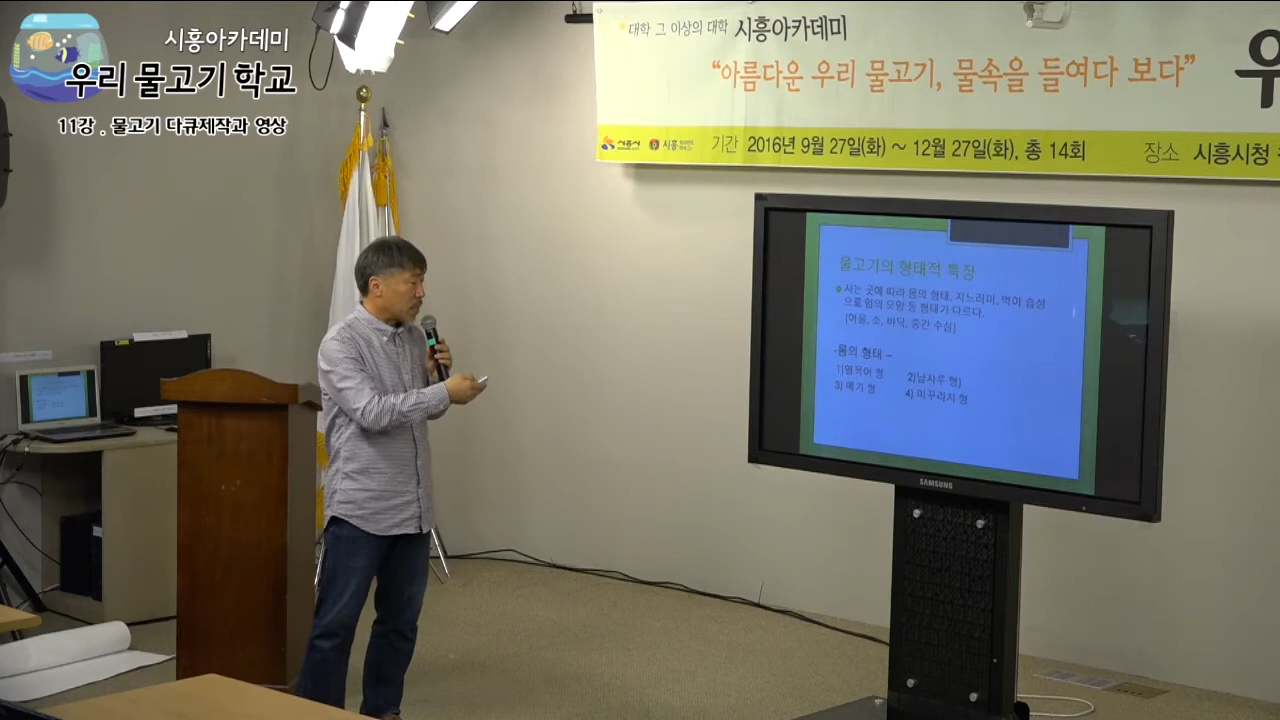 시흥아카데미
우리 물고기 학교
11강 . 물고기 다큐제작과 영상
대학 그 이상의 대학 시흥아카데미
“아름다운 우리 물고기, 물속을 들여다 보다”
시흥시 시흥
기간 2016년 9월 27일(화) ~ 12월 27일(화), 총 14회 장소 시흥시청
물고기의 형태적 특징
사는 곳에 따라 몸의 형태, 지느러미, 먹이 습성
으로 입의 모양 등 형태가 다르다.
(여울, 소, 바닥, 중간 수심)
-몸의 형태 –
1)열목어 형 2)납자루 형)
3) 메기 형 4) 미꾸라지 형
SAMSUNG